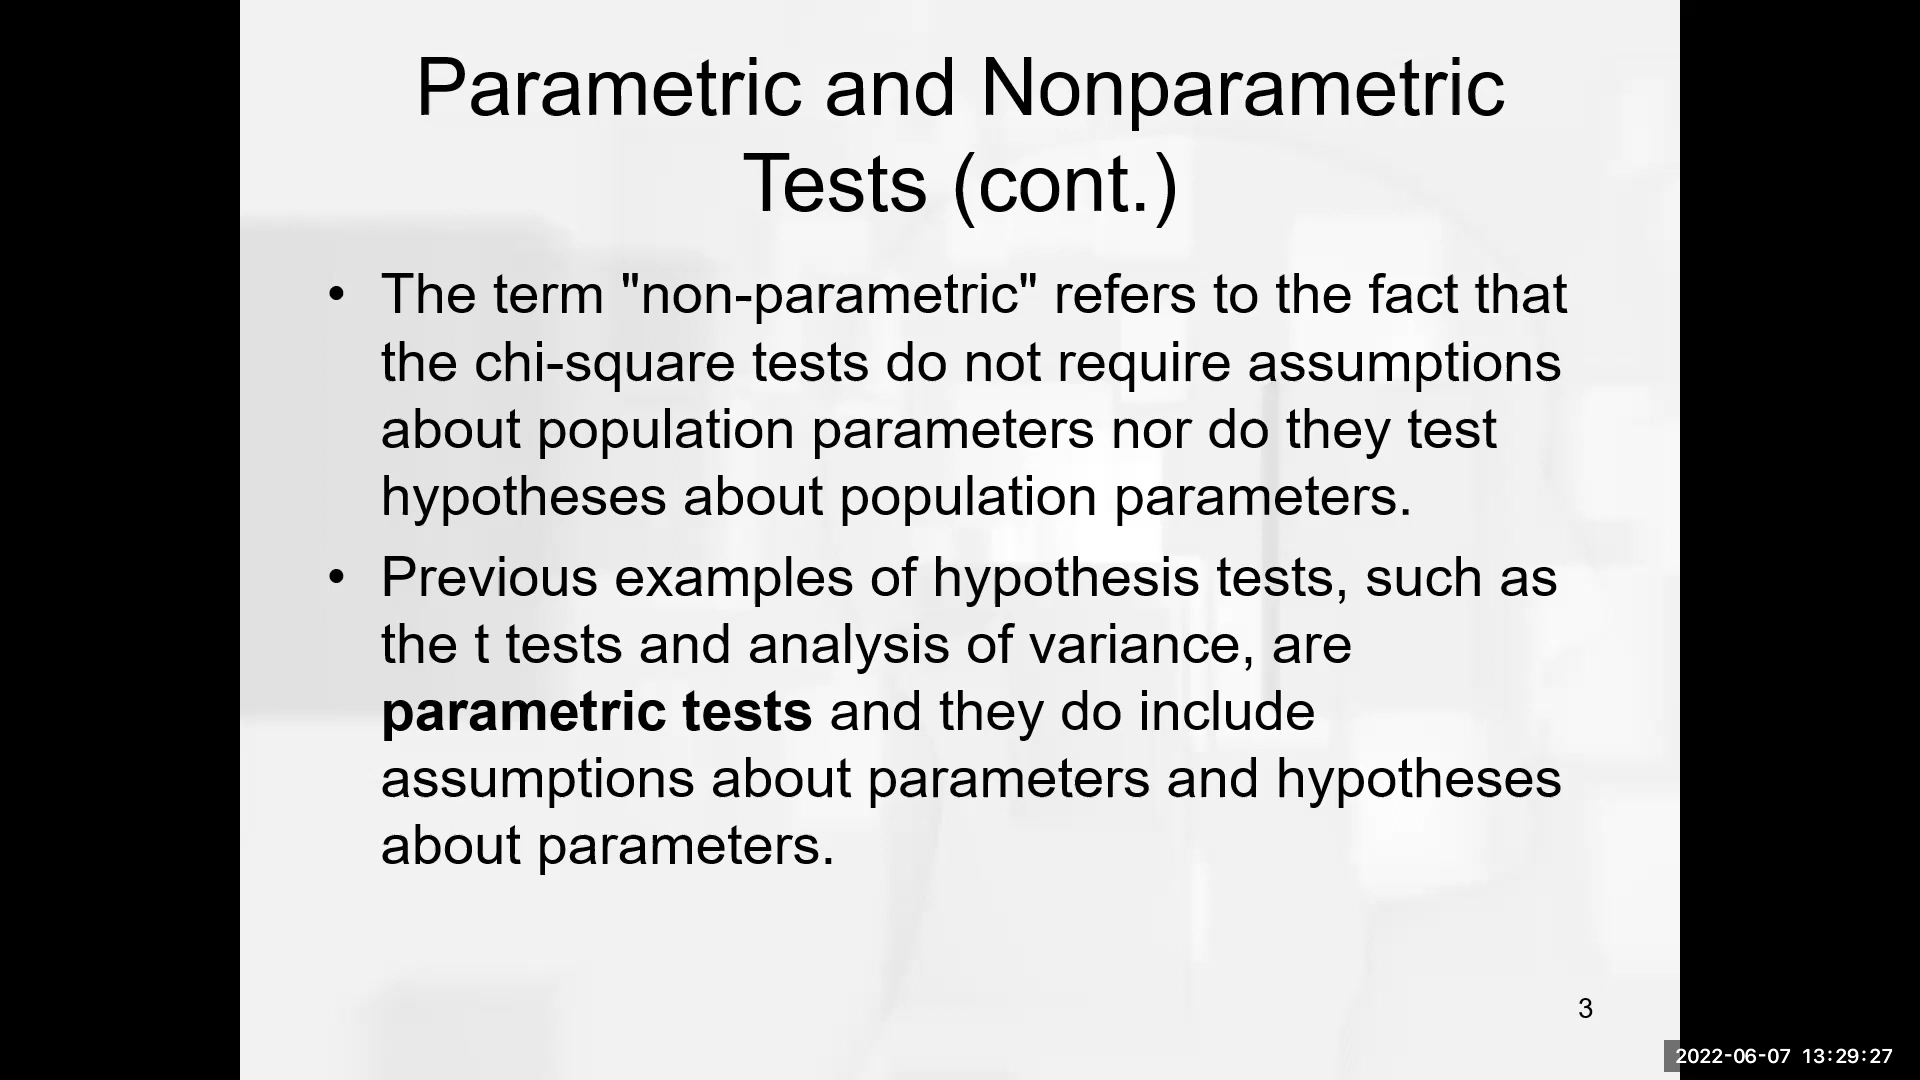 Parametric and Nonparametric
Tests (cont.)
• The term "non-parametric" refers to the fact that
the chi-square tests do not require assumptions
about population parameters nor do they test
hypotheses about population parameters.
• Previous examples of hypothesis tests, such as
the t tests and analysis of variance, are
parametric tests and they do include
assumptions about parameters and hypotheses
about parameters.
3
2022-06-07 13:29:27